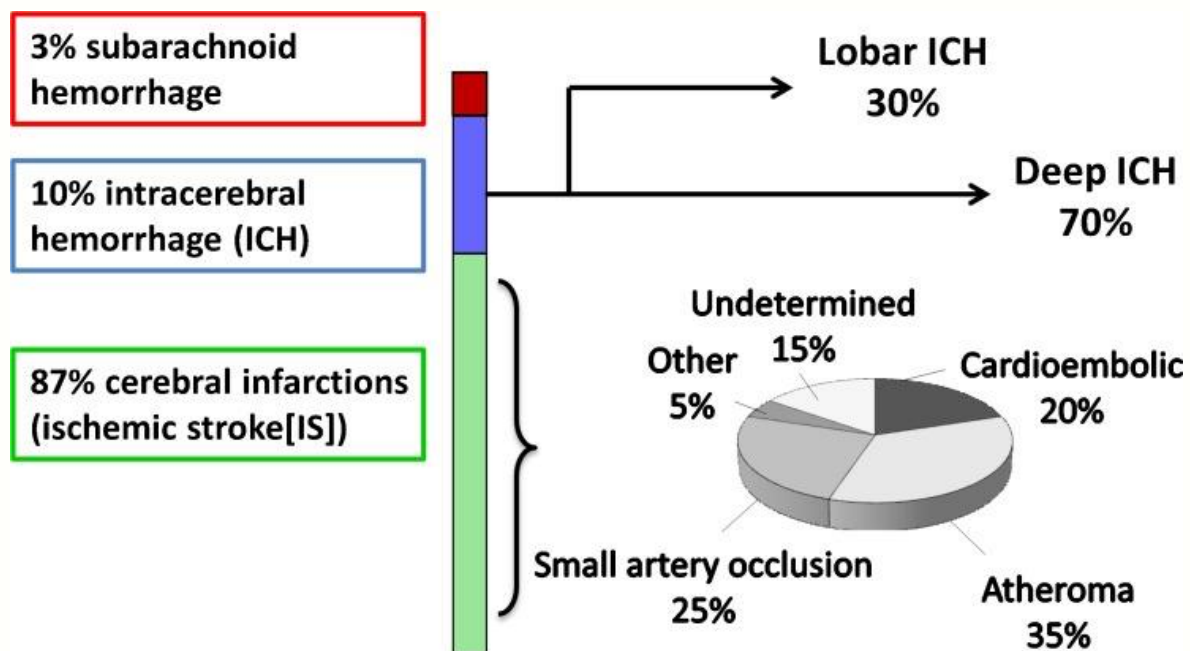 3% subarachnoid
hemorrhage
10% intracerebral
hemorrhage (ICH)
87% cerebral infarctions
(ischemic stroke[IS])
Lobar ICH
30%
Deep ICH
70%
Undetermined
15%
Other
5%
Cardioembolic
20%
Small artery occlusion
25%
Atheroma
35%